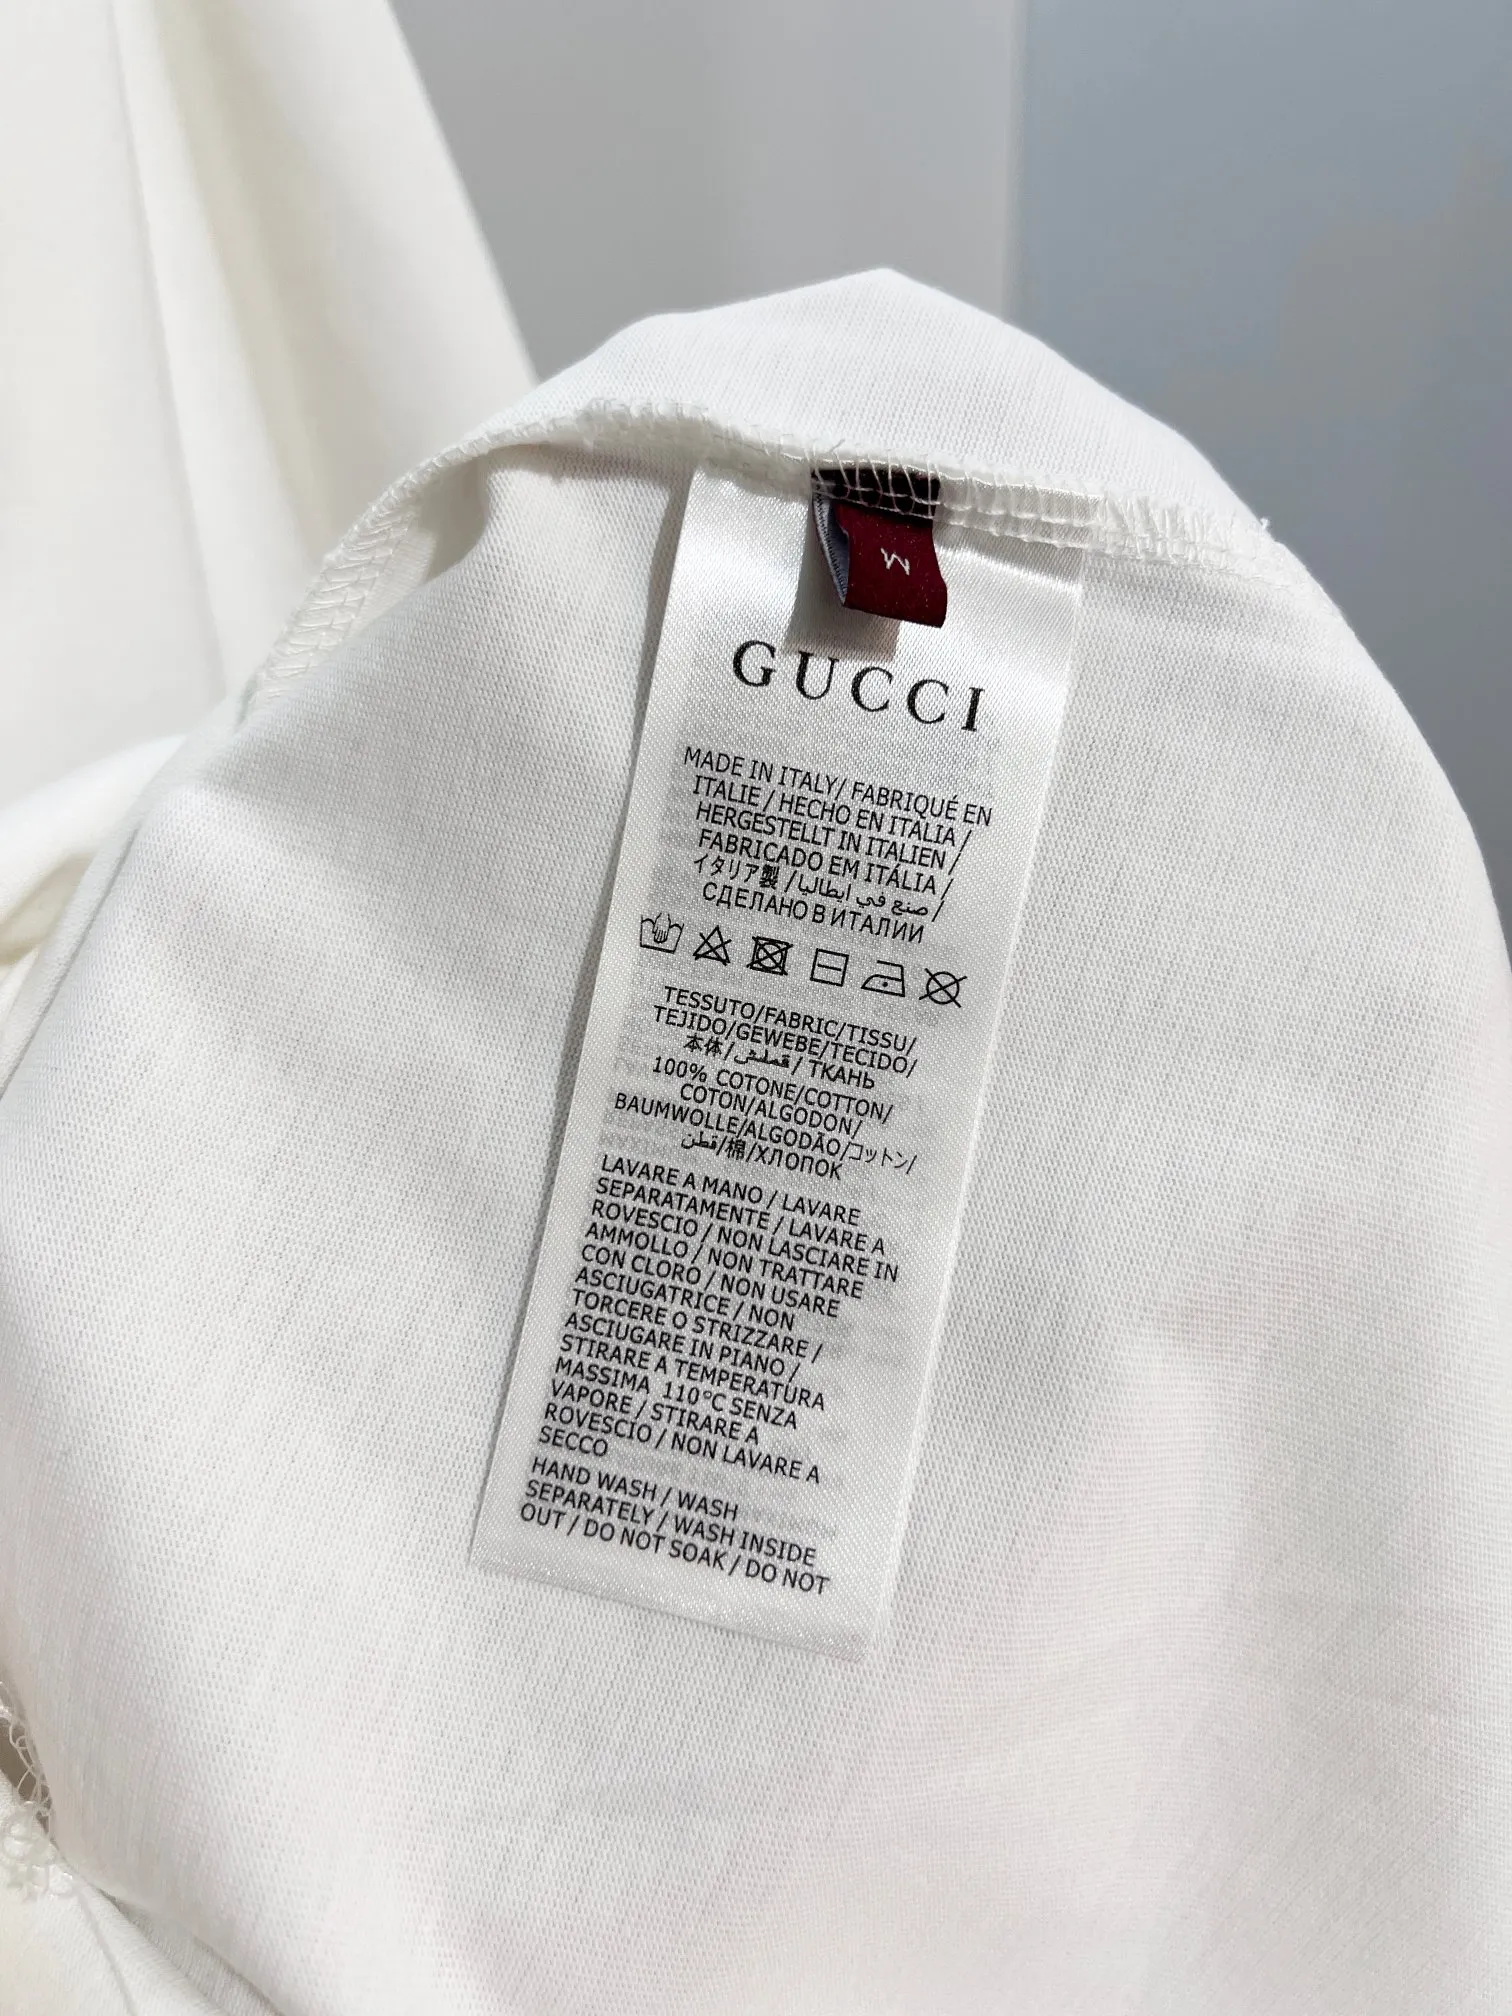 M
GUCCI
MADE IN ITALY/ FABRIQUÉ EN
ITALIE / HECHO EN ITALIA /
HERGESTELLT IN ITALIEN /
FABRICADO EM ITÁLIA /
イタリア製 / صنع في ايطاليا /
СДЕЛАНО В ИТАЛИИ
TESSUTO/FABRIC/TISSU/
TEJIDO/GEWEBE/TECIDO/
本体/قملش/ ТКАНЬ
100% COTONE/COTTON/
COTON/ALGODON/
BAUMWOLLE/ALGODÃO/コットン/
قطن/棉/ХЛОПОК
LAVARE A MANO / LAVARE
SEPARATAMENTE / LAVARE A
ROVESCIO / NON LASCIARE IN
AMMOLLO / NON TRATTARE
CON CLORO / NON USARE
ASCIUGATRICE / NON
TORCERE O STRIZZARE /
ASCIUGARE IN PIANO /
STIRARE A TEMPERATURA
MASSIMA 110°C SENZA
VAPORE / STIRARE A
ROVESCIO / NON LAVARE A
SECCO
HAND WASH / WASH
SEPARATELY / WASH INSIDE
OUT / DO NOT SOAK / DO NOT